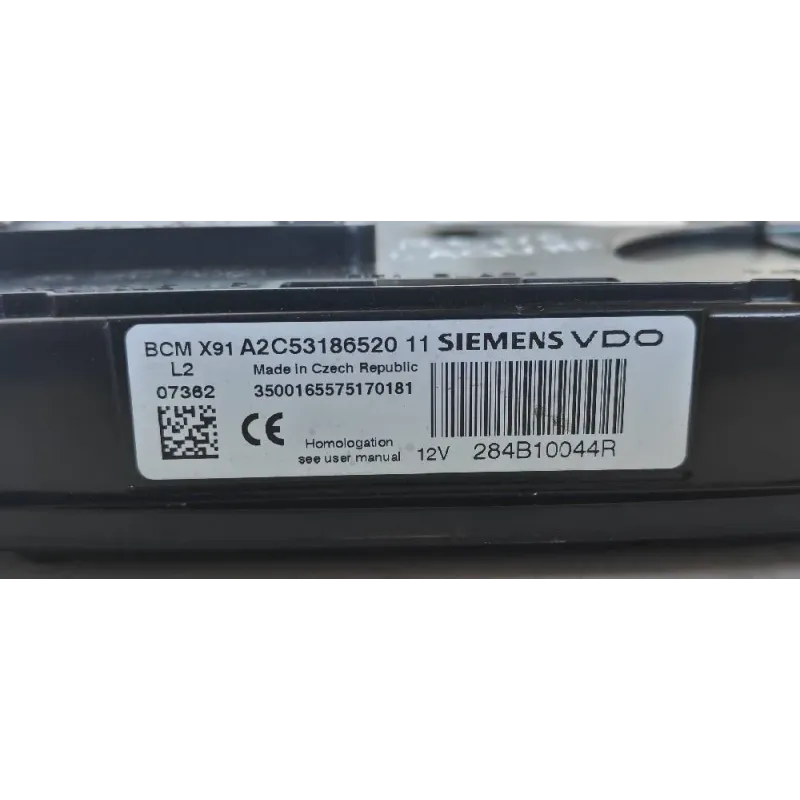 BCM X91 A2C53186520 11 SIEMENS VDO
L2 Made in Czech Republic
07362 3500165575170181
CE
Homologation
see user manual 12V 284B10044R